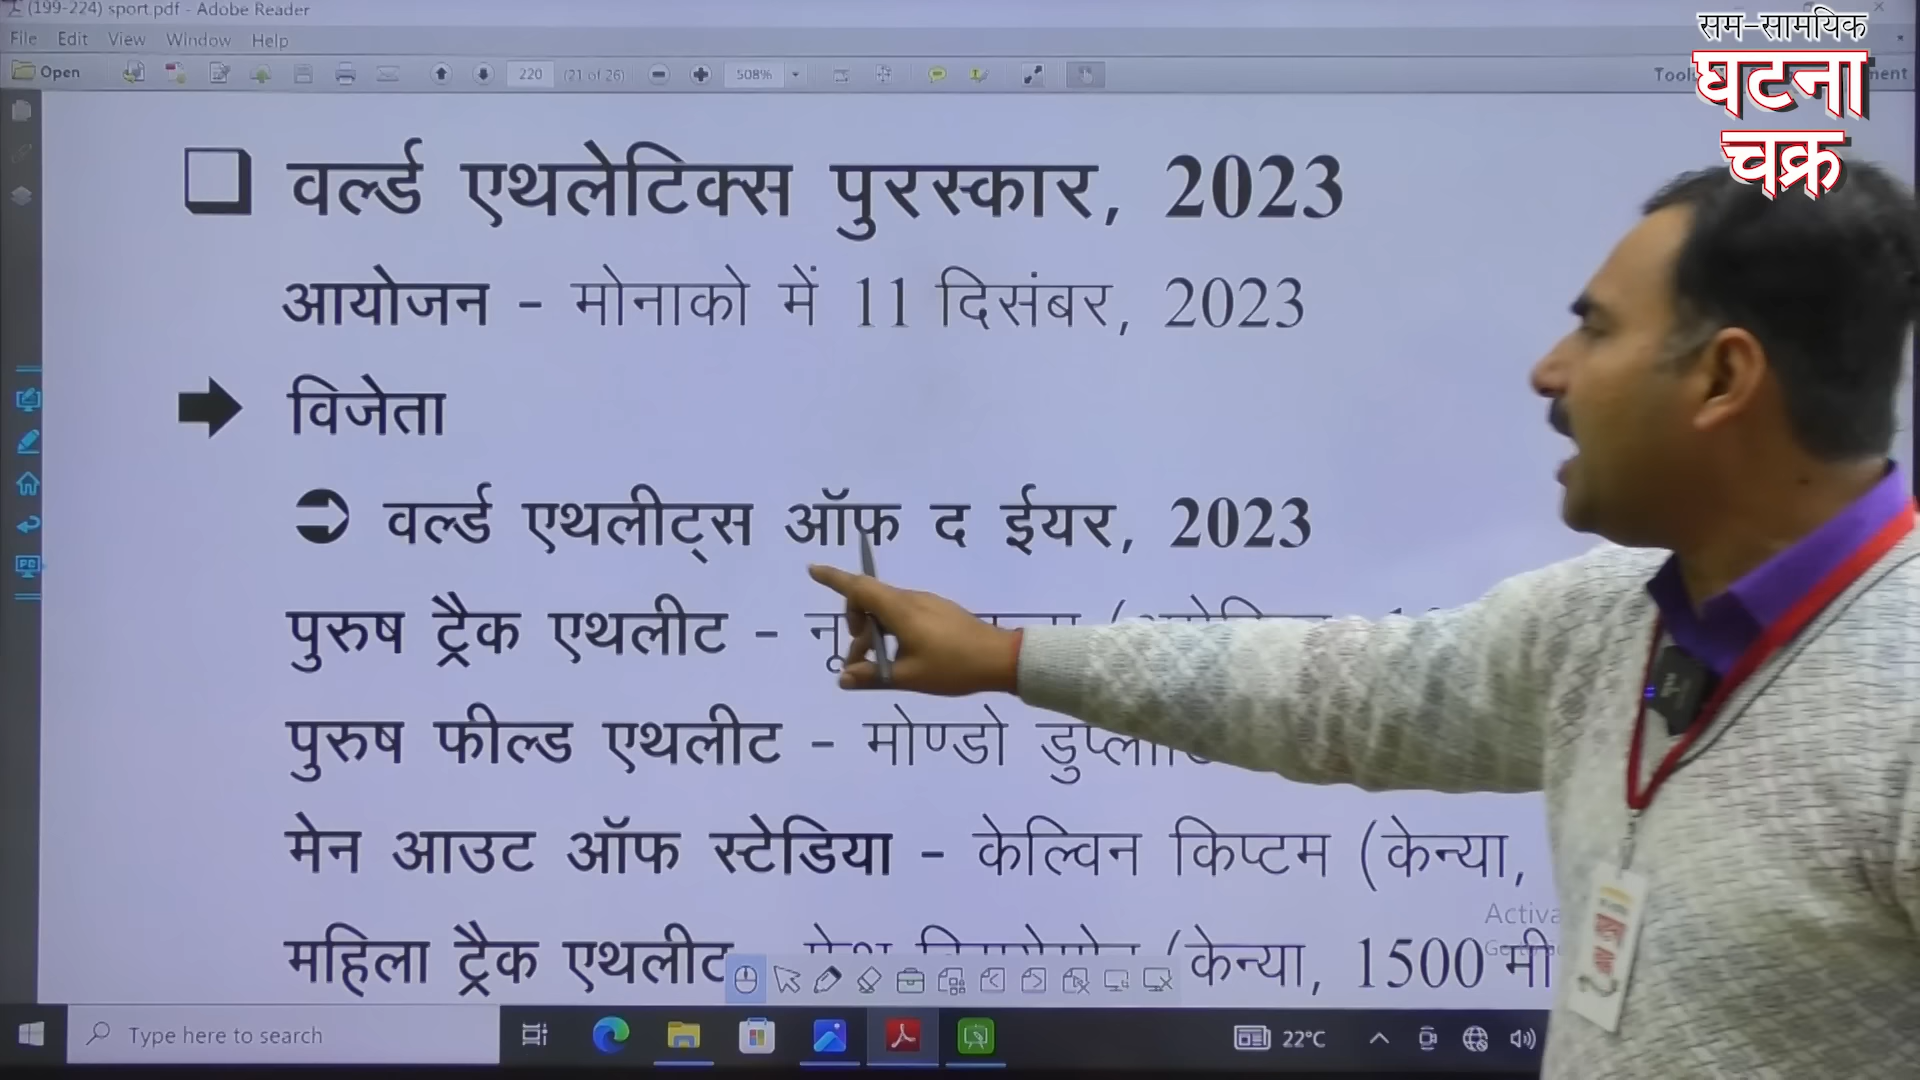 (199-224) sport.pdf - Adobe Reader
सम-सामयिक
घटना
चक्र
File Edit View Window Help
Open 220 (21 of 26) 508%
वर्ल्ड एथलेटिक्स पुरस्कार, 2023
आयोजन - मोनाको में 11 दिसंबर, 2023
विजेता
वर्ल्ड एथलीट्स ऑफ द ईयर, 2023
पुरुष ट्रैक एथलीट -
पुरुष फील्ड एथलीट - मोण्डो
मेन आउट ऑफ स्टेडिया - केल्विन किप्टम (केन्या,
महिला ट्रैक एथलीट (केन्या, 1500 मी
Type here to search 22°C